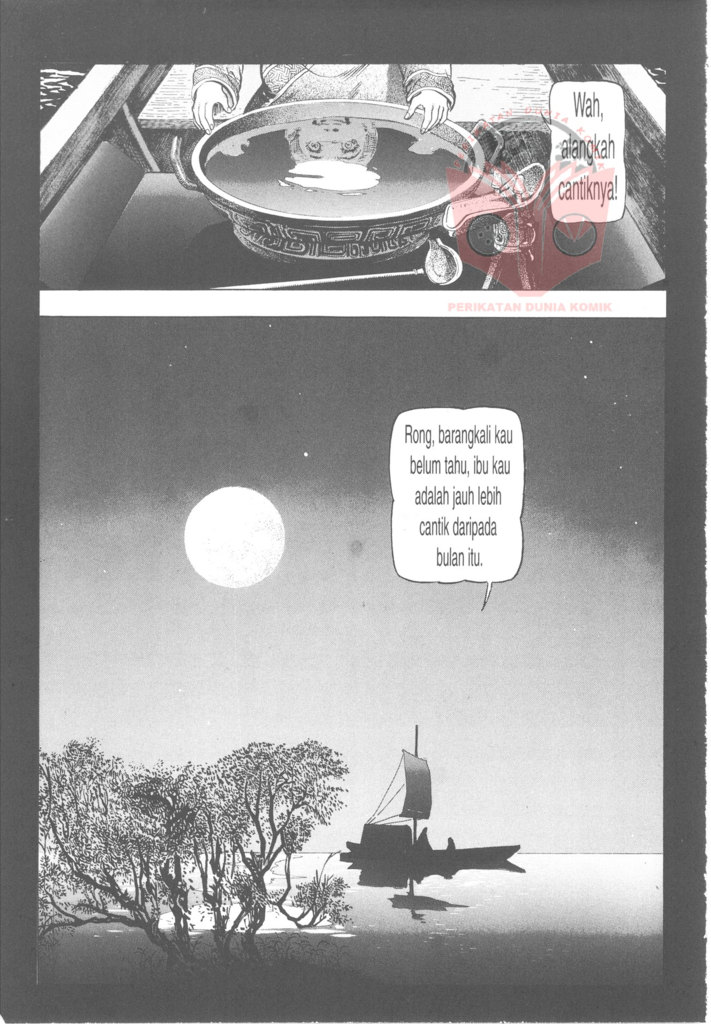 Wah,
alangkah
cantiknya!
PERIKATAN DUNIA KOMIK
Rong, barangkali kau
belum tahu, ibu kau
adalah jauh lebih
cantik daripada
bulan itu.